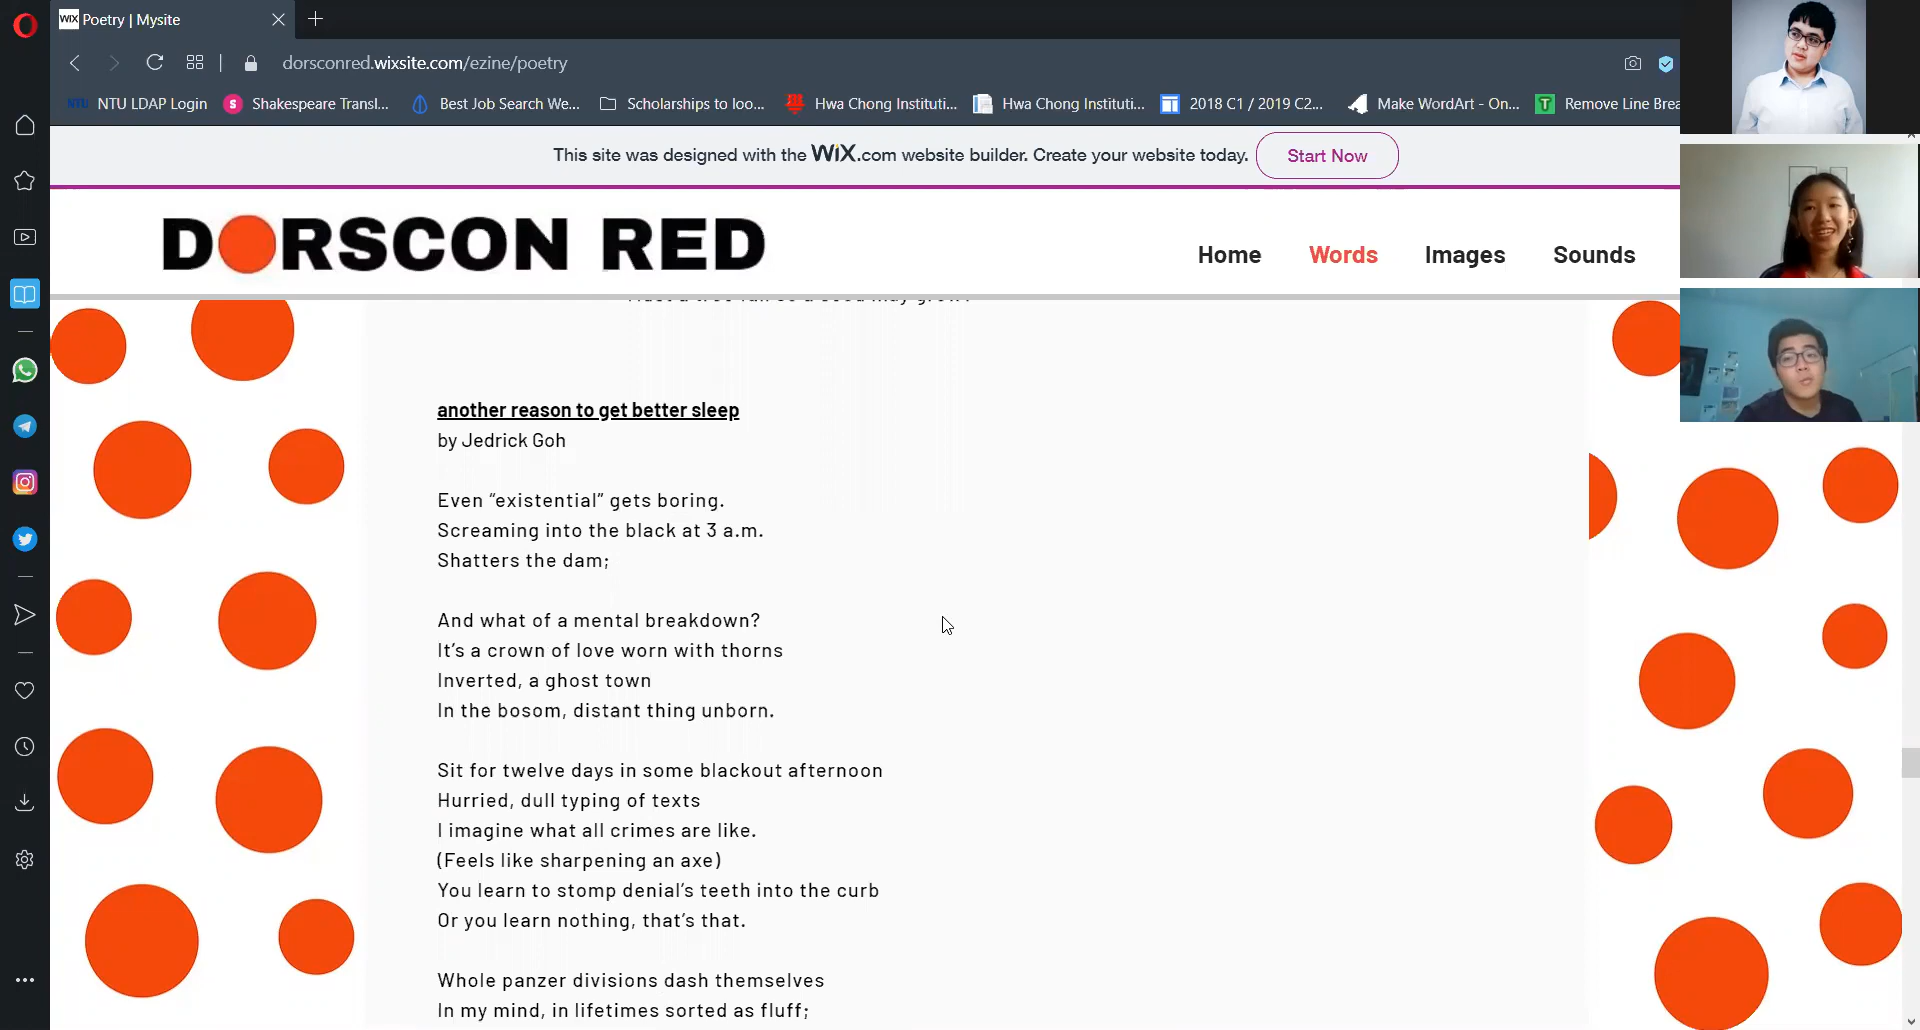 WiX Poetry | Mysite
dorsconred.wixsite.com/ezine/poetry
NTU NTU LDAP Login
S Shakespeare Transl...
Best Job Search We...
Scholarships to loo...
Hwa Chong Instituti...
Hwa Chong Instituti...
2018 C1 / 2019 C2...
Make WordArt - On...
T Remove Line Brea
This site was designed with the WiX.com website builder. Create your website today.
Start Now
DORSCON RED
Home
Words
Images
Sounds
another reason to get better sleep
by Jedrick Goh
Even “existential” gets boring.
Screaming into the black at 3 a.m.
Shatters the dam;
And what of a mental breakdown?
It’s a crown of love worn with thorns
Inverted, a ghost town
In the bosom, distant thing unborn.
Sit for twelve days in some blackout afternoon
Hurried, dull typing of texts
I imagine what all crimes are like.
(Feels like sharpening an axe)
You learn to stomp denial’s teeth into the curb
Or you learn nothing, that’s that.
Whole panzer divisions dash themselves
In my mind, in lifetimes sorted as fluff;